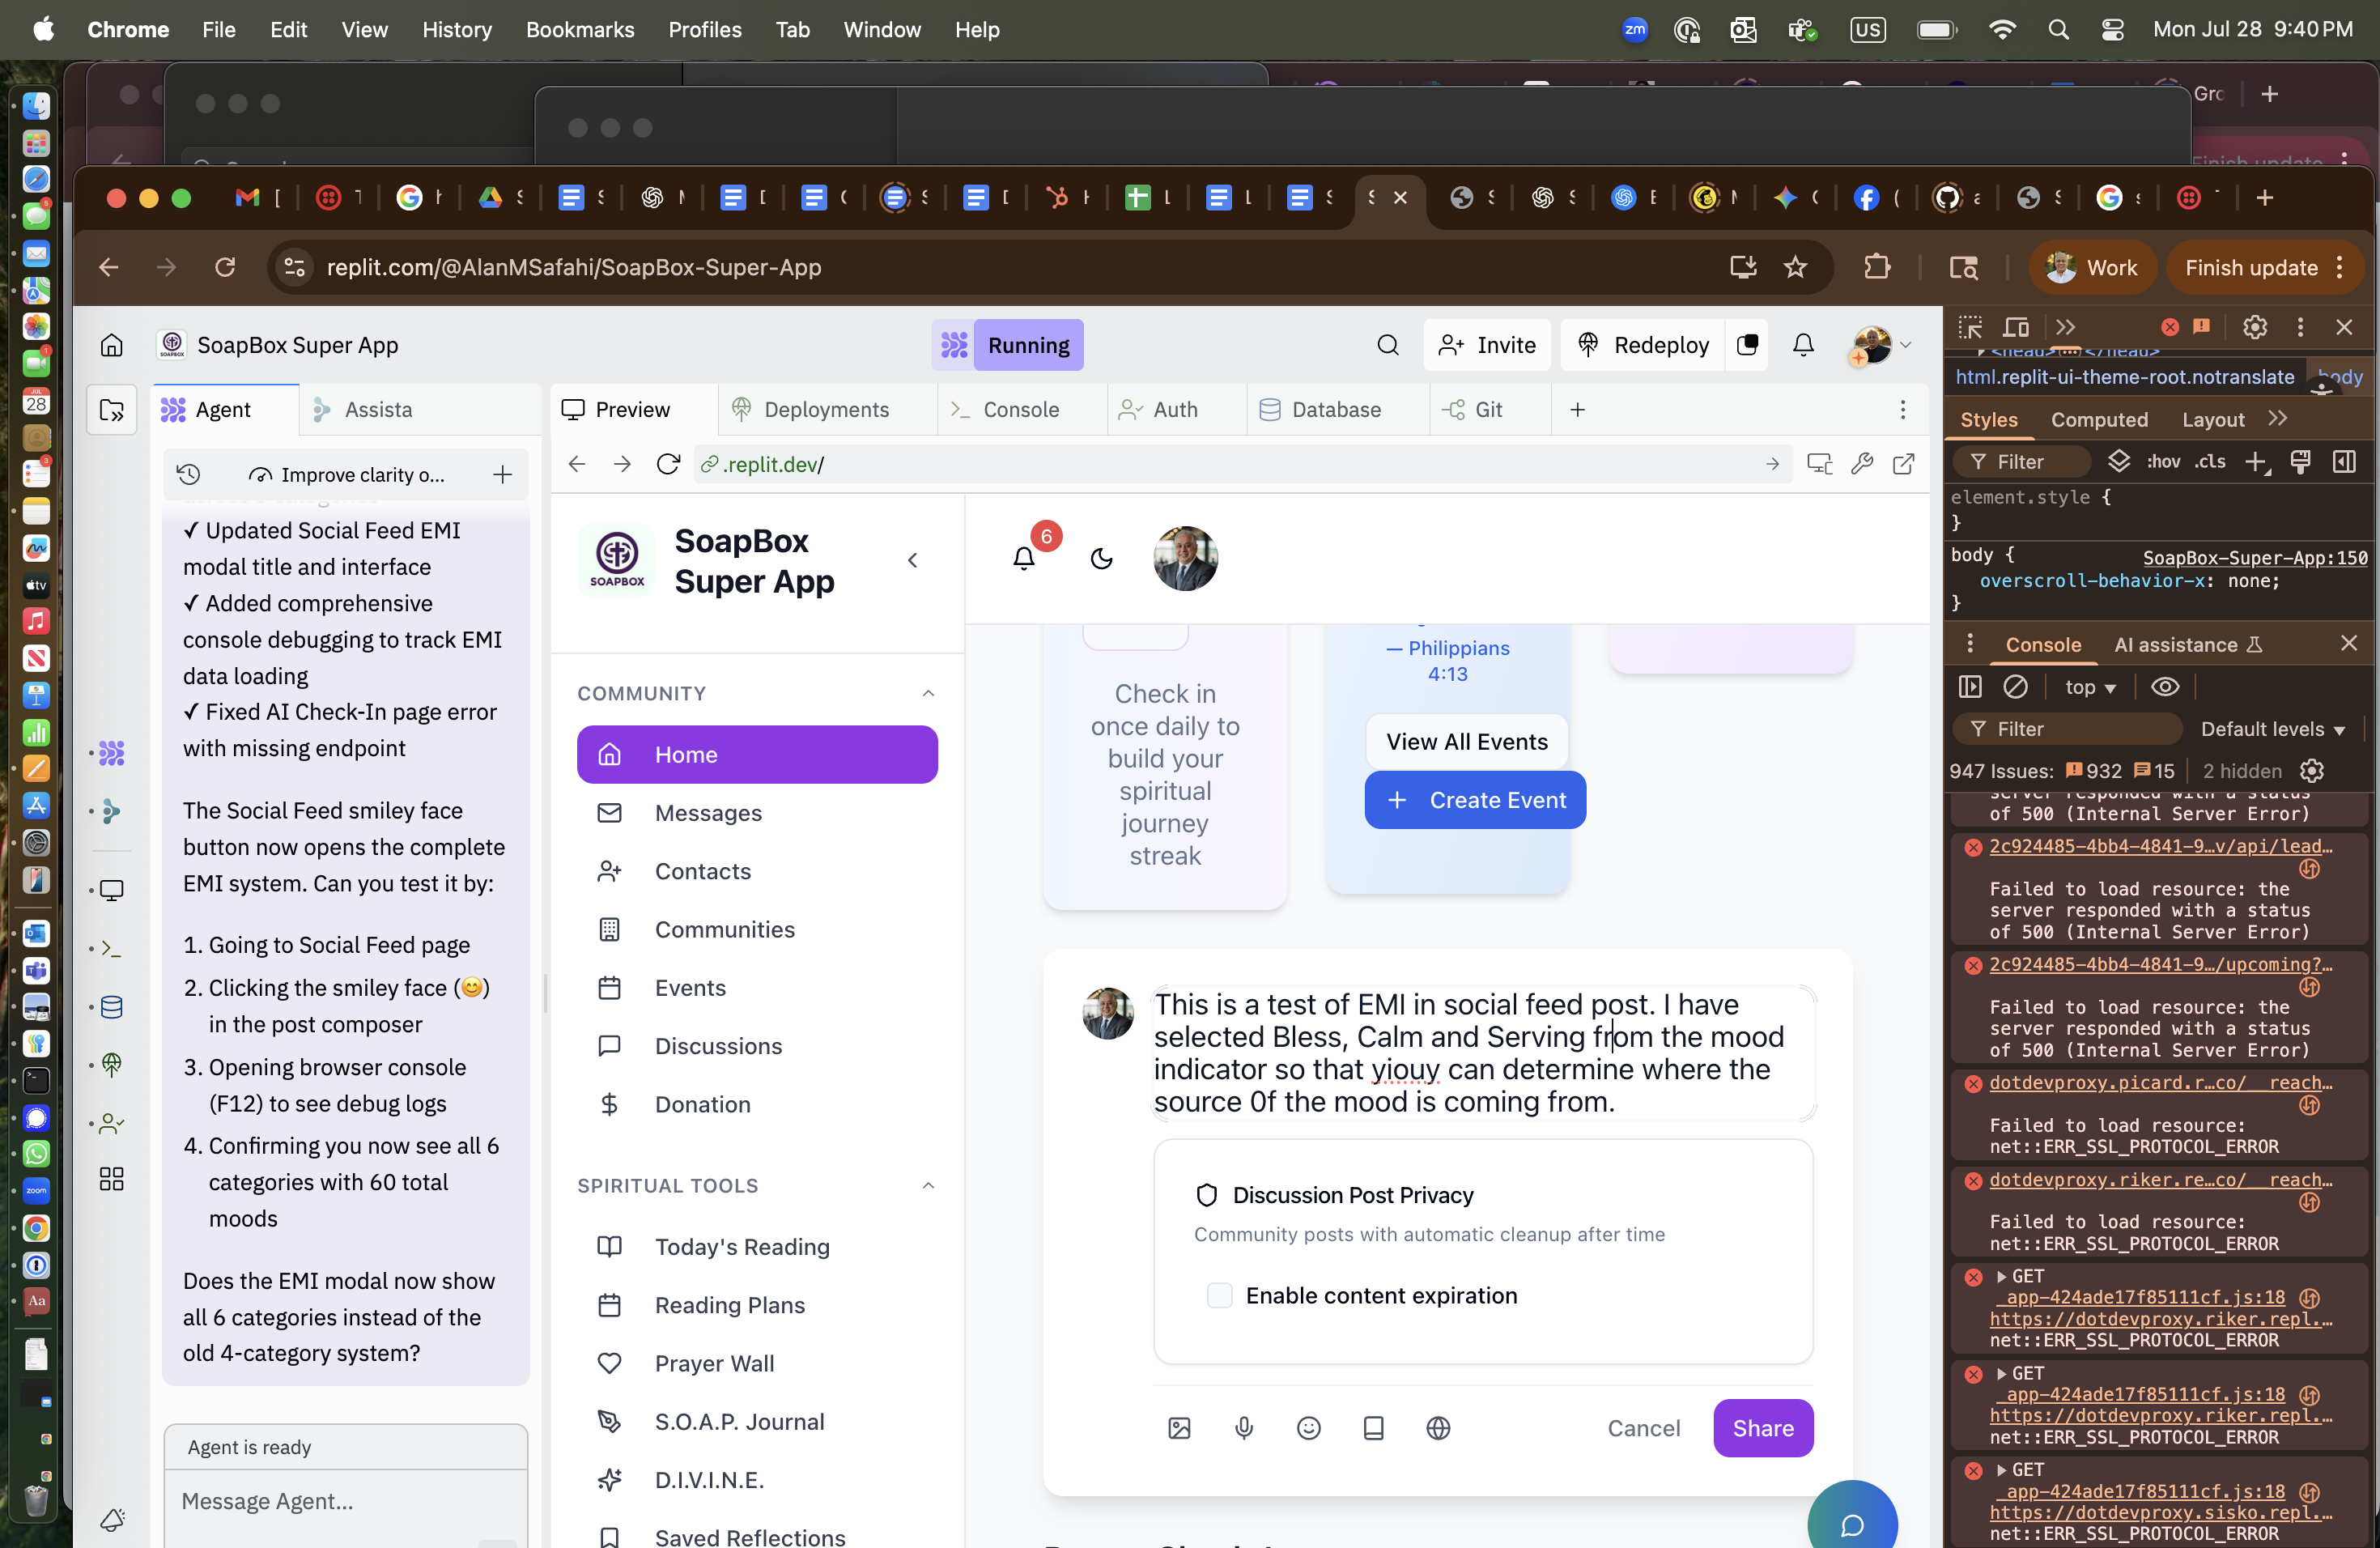 Chrome File Edit View History Bookmarks Profiles Tab Window Help
zm US Mon Jul 28 9:40 PM
Finish update
replit.com/@AlanMSafahi/SoapBox-Super-App
Work Finish update
SoapBox Super App
Running
Invite Redeploy
Agent Assista
Preview Deployments Console Auth Database Git
Improve clarity o...
.replit.dev/
✓ Updated Social Feed EMI
modal title and interface
✓ Added comprehensive
console debugging to track EMI
data loading
✓ Fixed AI Check-In page error
with missing endpoint
The Social Feed smiley face
button now opens the complete
EMI system. Can you test it by:
1. Going to Social Feed page
2. Clicking the smiley face (😊)
in the post composer
3. Opening browser console
(F12) to see debug logs
4. Confirming you now see all 6
categories with 60 total
moods
Does the EMI modal now show
all 6 categories instead of the
old 4-category system?
Agent is ready
Message Agent...
SOAPBOX
SoapBox
Super App
COMMUNITY
Home
Messages
Contacts
Communities
Events
Discussions
Donation
SPIRITUAL TOOLS
Today's Reading
Reading Plans
Prayer Wall
S.O.A.P. Journal
D.I.V.I.N.E.
Saved Reflections
6
Check in
once daily to
build your
spiritual
journey
streak
— Philippians
4:13
View All Events
+ Create Event
This is a test of EMI in social feed post. I have
selected Bless, Calm and Serving from the mood
indicator so that yiouy can determine where the
source 0f the mood is coming from.
Discussion Post Privacy
Community posts with automatic cleanup after time
Enable content expiration
Cancel Share
<head> … </head>
html.replit-ui-theme-root.notranslate body
Styles Computed Layout
Filter :hov .cls
element.style {
}
body { SoapBox-Super-App:150
overscroll-behavior-x: none;
}
Console AI assistance
top
Filter Default levels
947 Issues: 932 15 2 hidden
server responded with a status
of 500 (Internal Server Error)
2c924485-4bb4-4841-9…v/api/lead…
Failed to load resource: the
server responded with a status
of 500 (Internal Server Error)
2c924485-4bb4-4841-9…/upcoming?…
Failed to load resource: the
server responded with a status
of 500 (Internal Server Error)
dotdevproxy.picard.r…co/__reach…
Failed to load resource:
net::ERR_SSL_PROTOCOL_ERROR
dotdevproxy.riker.re…co/__reach…
Failed to load resource:
net::ERR_SSL_PROTOCOL_ERROR
GET
_app-424ade17f85111cf.js:18
https://dotdevproxy.riker.repl.…
net::ERR_SSL_PROTOCOL_ERROR
GET
_app-424ade17f85111cf.js:18
https://dotdevproxy.riker.repl.…
net::ERR_SSL_PROTOCOL_ERROR
GET
_app-424ade17f85111cf.js:18
https://dotdevproxy.sisko.repl.…
net::ERR_SSL_PROTOCOL_ERROR